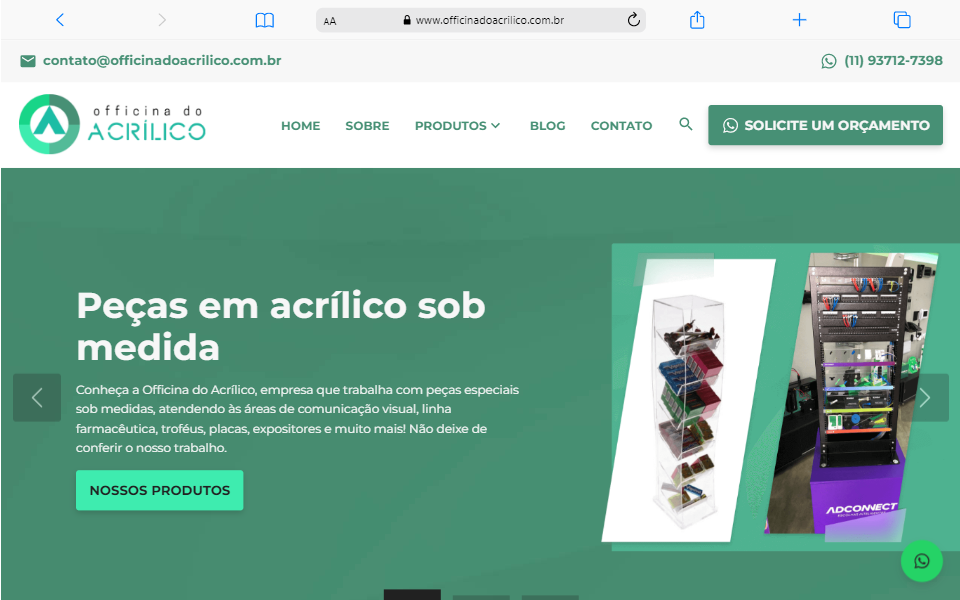 AA www.officinadoacrilico.com.br
contato@officinadoacrilico.com.br
(11) 93712-7398
officina do
ACRÍLICO
HOME SOBRE PRODUTOS BLOG CONTATO
SOLICITE UM ORÇAMENTO
Peças em acrílico sob
medida
Conheça a Officina do Acrílico, empresa que trabalha com peças especiais
sob medidas, atendendo às áreas de comunicação visual, linha
farmacêutica, troféus, placas, expositores e muito mais! Não deixe de
conferir o nosso trabalho.
NOSSOS PRODUTOS
ADCONNECT